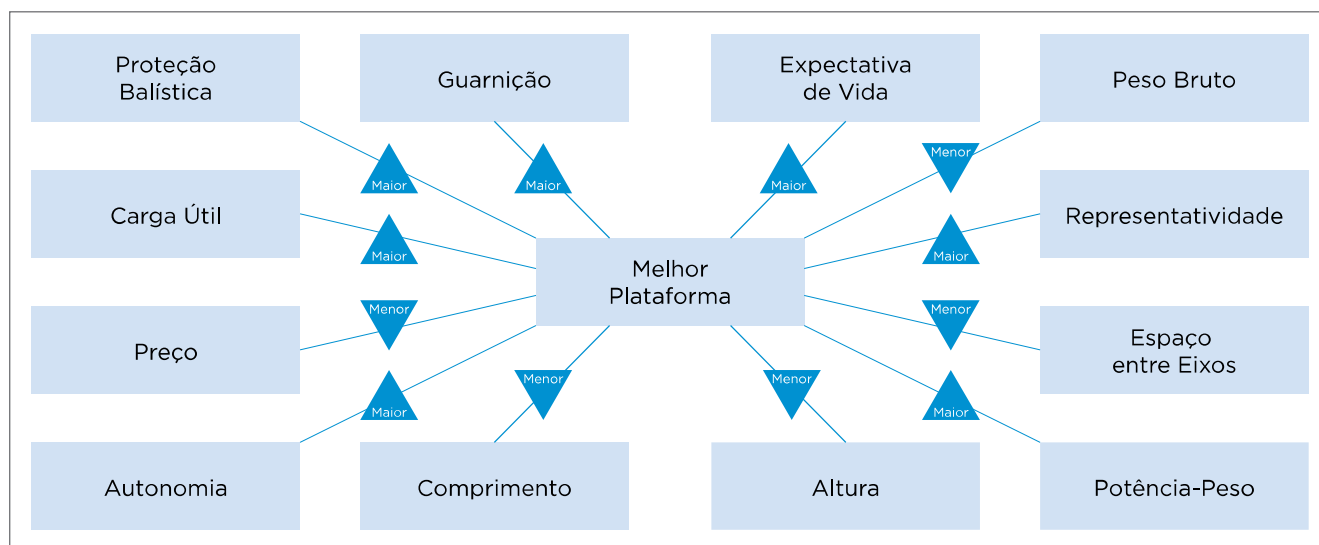 Proteção
Balística
Guarnição
Expectativa
de Vida
Peso Bruto
Maior
Maior
Maior
Menor
Carga Útil
Representatividade
Maior
Maior
Melhor
Plataforma
Preço
Menor
Menor
Espaço
entre Eixos
Maior
Menor
Menor
Maior
Autonomia
Comprimento
Altura
Potência-Peso